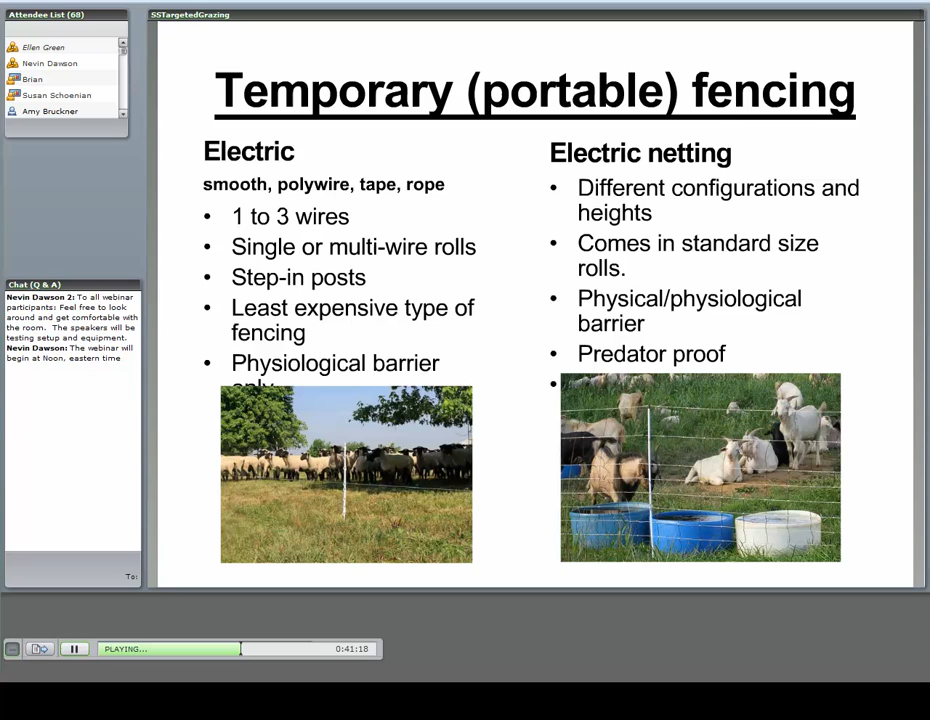 Attendee List (68)
Ellen Green
Nevin Dawson
Brian
Susan Schoenian
Amy Bruckner
Chat (Q & A)
Nevin Dawson 2: To all webinar
participants: Feel free to look
around and get comfortable with
the room. The speakers will be
testing setup and equipment.
Nevin Dawson: The webinar will
begin at Noon, eastern time
To:
SSTargetedGrazing
Temporary (portable) fencing
Electric
smooth, polywire, tape, rope
• 1 to 3 wires
• Single or multi-wire rolls
• Step-in posts
• Least expensive type of
fencing
• Physiological barrier
only
Electric netting
• Different configurations and
heights
• Comes in standard size
rolls.
• Physical/physiological
barrier
• Predator proof
•
PLAYING...
0:41:18